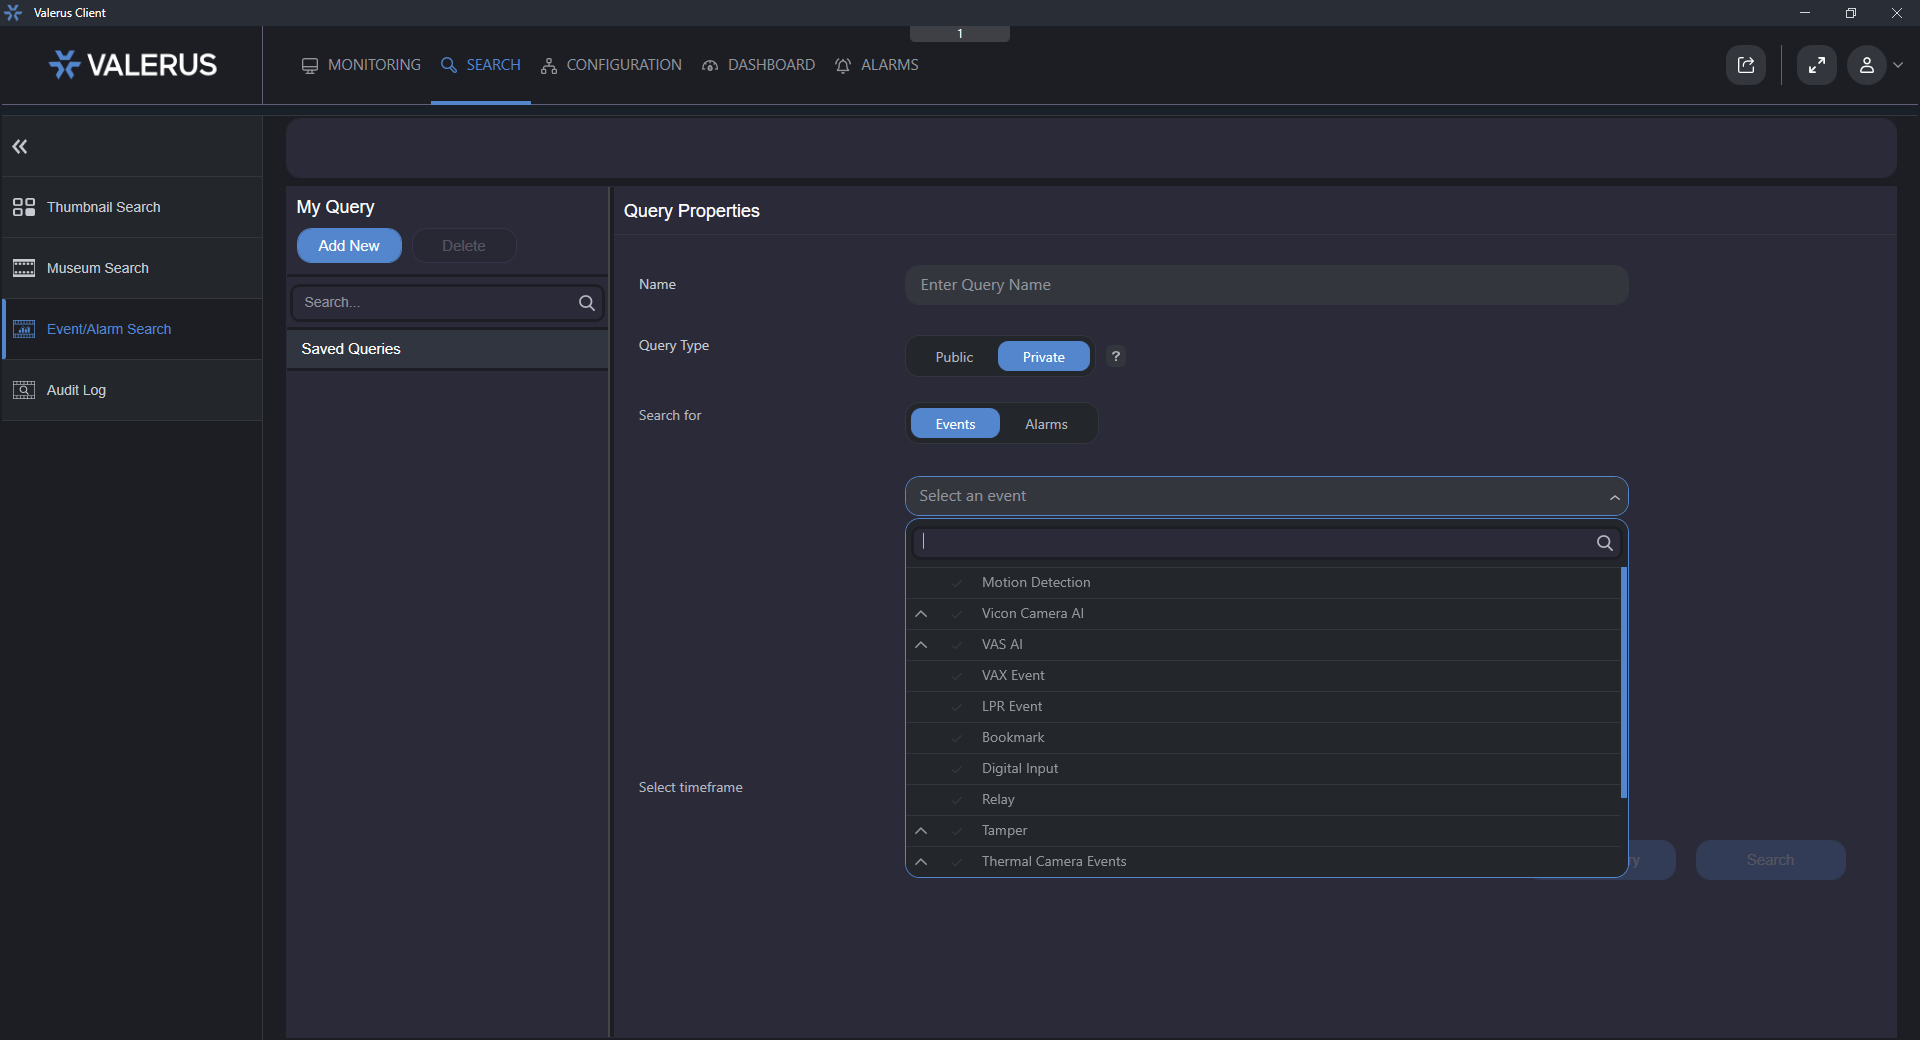 Valerus Client
1
VALERUS
MONITORING
SEARCH
CONFIGURATION
DASHBOARD
ALARMS
Thumbnail Search
Museum Search
Event/Alarm Search
Audit Log
My Query
Add New
Delete
Search...
Saved Queries
Query Properties
Name
Enter Query Name
Query Type
Public
Private
?
Search for
Events
Alarms
Select an event
Motion Detection
Vicon Camera AI
VAS AI
VAX Event
LPR Event
Bookmark
Digital Input
Relay
Tamper
Thermal Camera Events
Select timeframe
Search